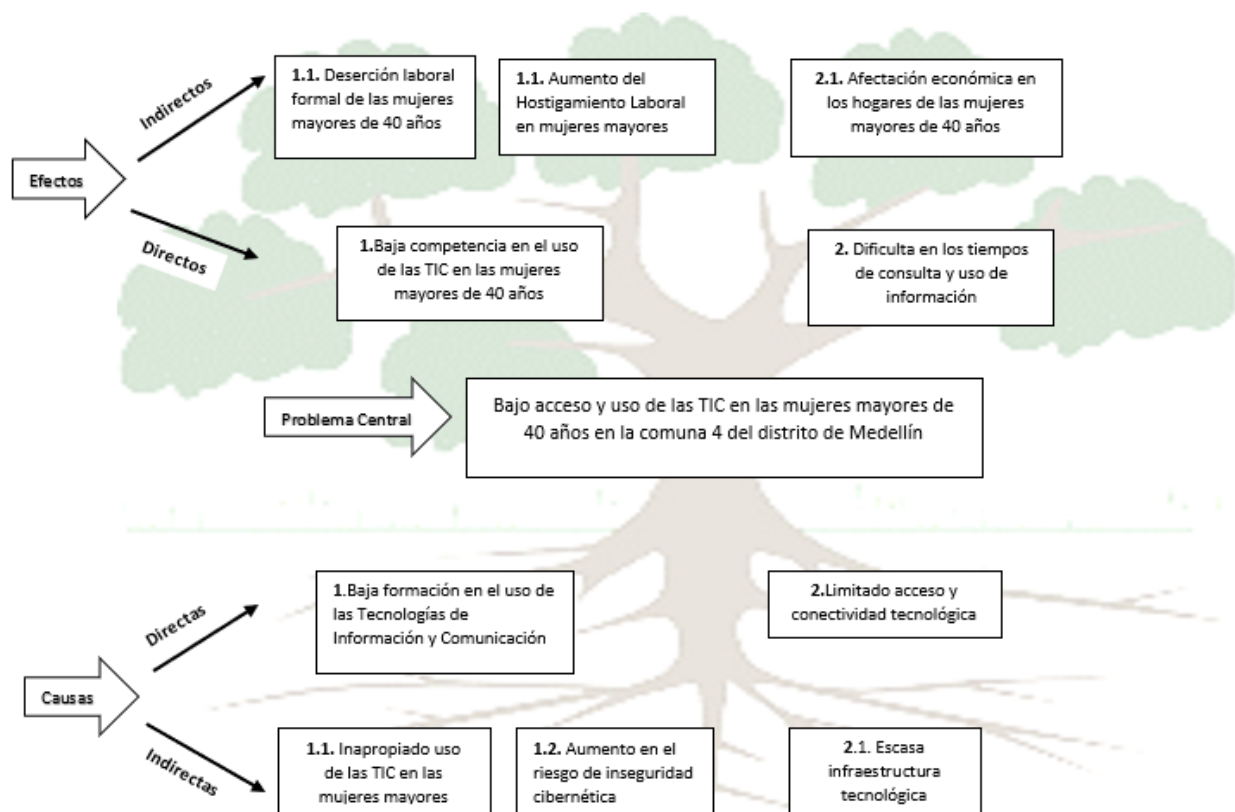 Indirectos
1.1. Deserción laboral
formal de las mujeres
mayores de 40 años
1.1. Aumento del
Hostigamiento Laboral
en mujeres mayores
2.1. Afectación económica en
los hogares de las mujeres
mayores de 40 años
Efectos
Directos
1.Baja competencia en el uso
de las TIC en las mujeres
mayores de 40 años
2. Dificulta en los tiempos
de consulta y uso de
información
Problema Central
Bajo acceso y uso de las TIC en las mujeres mayores de
40 años en la comuna 4 del distrito de Medellín
Directas
1.Baja formación en el uso de
las Tecnologías de
Información y Comunicación
2.Limitado acceso y
conectividad tecnológica
Causas
Indirectas
1.1. Inapropiado uso
de las TIC en las
mujeres mayores
1.2. Aumento en el
riesgo de inseguridad
cibernética
2.1. Escasa
infraestructura
tecnológica